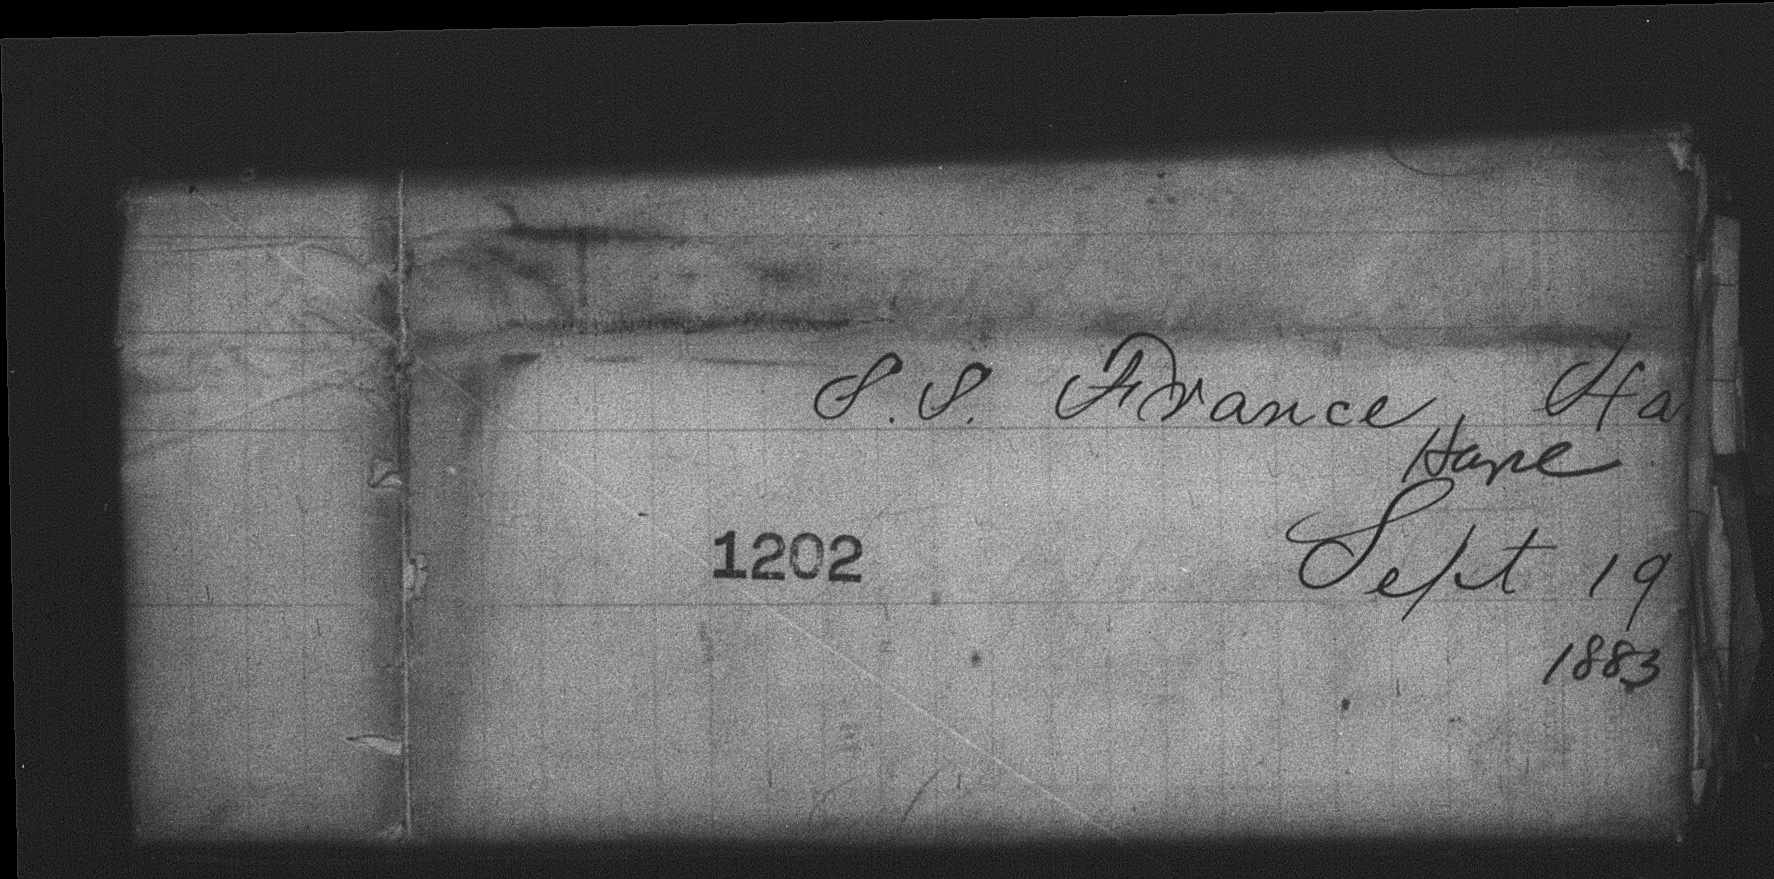 S. S. France, Ha
Havre
1202
Sept 19
1883